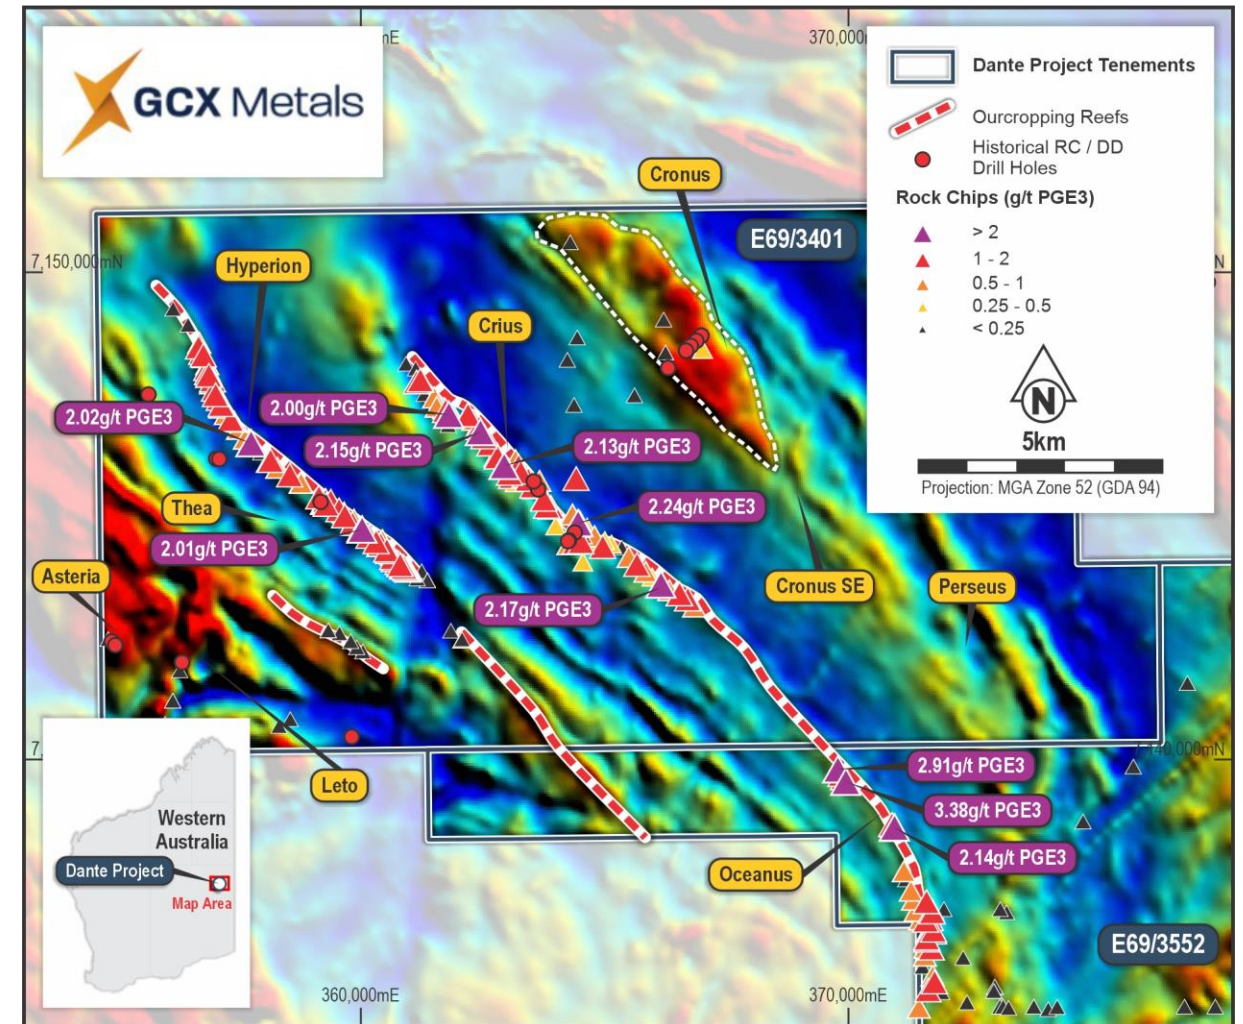 mE
370,000m
GCX Metals
Dante Project Tenements
Ourcropping Reefs
Historical RC / DD
Drill Holes
Rock Chips (g/t PGE3)
> 2
1 - 2
0.5 - 1
0.25 - 0.5
< 0.25
N
5km
Projection: MGA Zone 52 (GDA 94)
Cronus
E69/3401
7,150,000mN
N
Hyperion
Crius
2.02g/t PGE3
2.00g/t PGE3
2.15g/t PGE3
2.13g/t PGE3
2.24g/t PGE3
Thea
2.01g/t PGE3
Asteria
2.17g/t PGE3
Cronus SE
Perseus
7,
140,000mN
Leto
2.91g/t PGE3
3.38g/t PGE3
2.14g/t PGE3
Oceanus
E69/3552
Western
Australia
Dante Project
Map Area
360,000mE
370,000mE